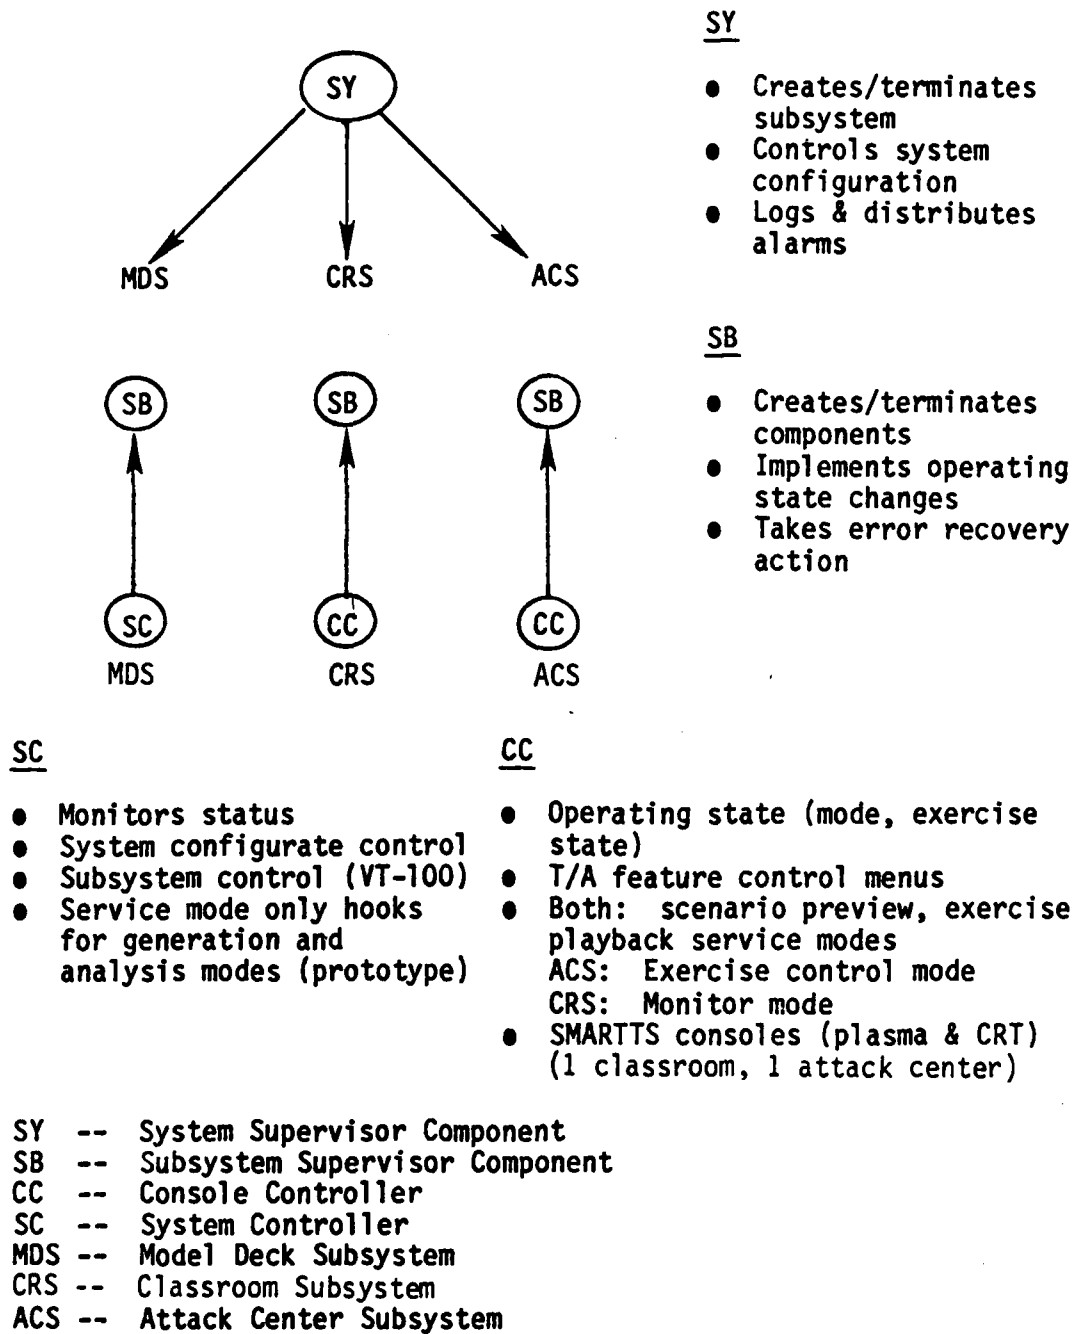 SY
MDS
CRS
ACS
SY
● Creates/terminates
subsystem
● Controls system
configuration
● Logs & distributes
alarms
SB
SB
SB
SC
CC
CC
MDS
CRS
ACS
SB
● Creates/terminates
components
● Implements operating
state changes
● Takes error recovery
action
SC
● Monitors status
● System configurate control
● Subsystem control (VT-100)
● Service mode only hooks
for generation and
analysis modes (prototype)
CC
● Operating state (mode, exercise
state)
● T/A feature control menus
● Both: scenario preview, exercise
playback service modes
ACS: Exercise control mode
CRS: Monitor mode
● SMARTTS consoles (plasma & CRT)
(1 classroom, 1 attack center)
SY -- System Supervisor Component
SB -- Subsystem Supervisor Component
CC -- Console Controller
SC -- System Controller
MDS -- Model Deck Subsystem
CRS -- Classroom Subsystem
ACS -- Attack Center Subsystem